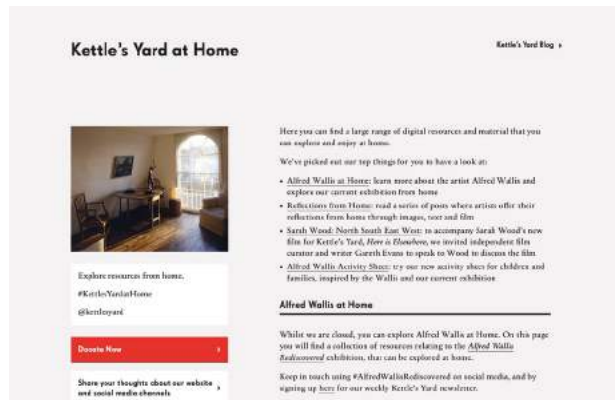 Kettle's Yard at Home
Kettle's Yard Blog
Here you can find a large range of digital resources and material that you
can explore and enjoy at home.
We've picked out our top things for you to have a look at:
• Alfred Wallis at Home: learn more about the artist Alfred Wallis and
explore our current exhibition from home
• Reflections from Home: read a series of posts where artists offer their
reflections from home through images, text and film
• Sarah Wood: North South East West: to accompany Sarah Wood's new
film for Kettle's Yard, Here is Elsewhere, we invited independent film
curator and writer Gareth Evans to speak to Wood to discuss the film
• Alfred Wallis Activity Sheet: try our new activity sheet for children and
families, inspired by the Wallis and our current exhibition
Explore resources from home.
#KettlesYardatHome
@kettlesyard
Donate Now
Share your thoughts about our website
and social media channels
Alfred Wallis at Home
Whilst we are closed, you can explore Alfred Wallis at Home. On this page
you will find a collection of resources relating to the Alfred Wallis
Rediscovered exhibition, that can be explored at home.
Keep in touch using #AlfredWallisRediscovered on social media, and by
signing up here for our weekly Kettle's Yard newsletter.